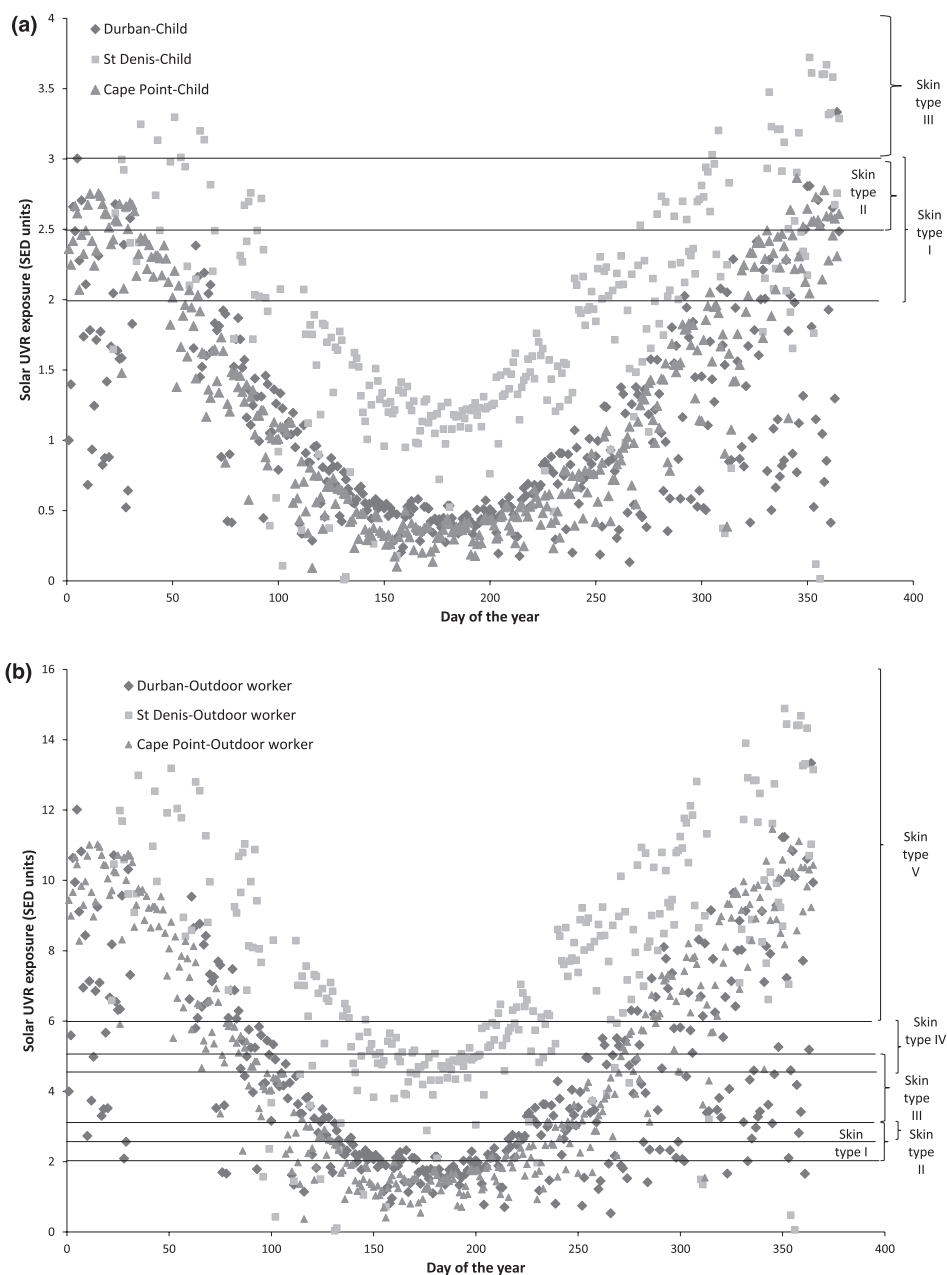 (a)
4
3.5
3
2.5
2
1.5
1
0.5
0
Solar UVR exposure (SED units)
Durban-Child
St Denis-Child
Cape Point-Child
Skin
type
III
Skin
type
II
Skin
type
I
0 50 100 150 200 250 300 350 400
Day of the year
(b)
16
14
12
10
8
6
4
2
0
Solar UVR exposure (SED units)
Durban-Outdoor worker
St Denis-Outdoor worker
Cape Point-Outdoor worker
Skin
type
V
Skin
type IV
Skin
type
III
Skin
type I
Skin
type
II
0 50 100 150 200 250 300 350 400
Day of the year